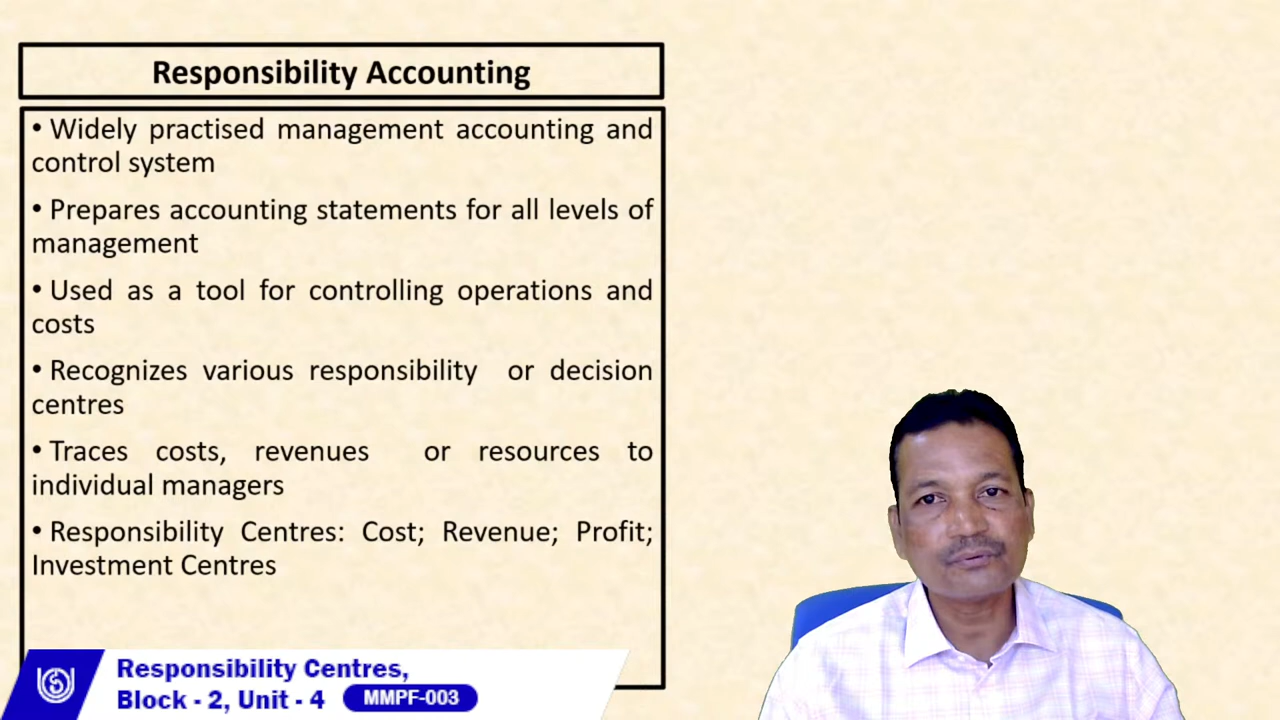 Responsibility Accounting
• Widely practised management accounting and
control system
• Prepares accounting statements for all levels of
management
• Used as a tool for controlling operations and
costs
• Recognizes various responsibility or decision
centres
• Traces costs, revenues or resources to
individual managers
• Responsibility Centres: Cost; Revenue; Profit;
Investment Centres
Responsibility Centres,
Block - 2, Unit - 4 MMPF-003